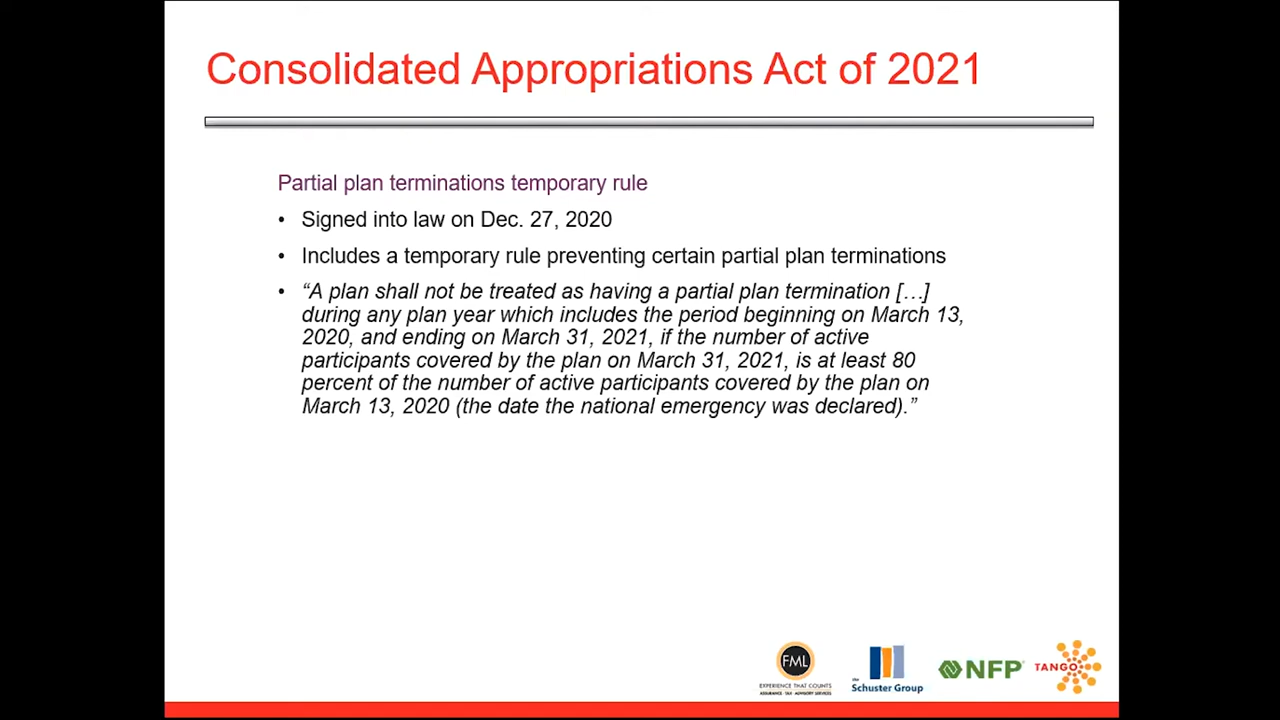 Consolidated Appropriations Act of 2021
Partial plan terminations temporary rule
• Signed into law on Dec. 27, 2020
• Includes a temporary rule preventing certain partial plan terminations
• “A plan shall not be treated as having a partial plan termination […]
during any plan year which includes the period beginning on March 13,
2020, and ending on March 31, 2021, if the number of active
participants covered by the plan on March 31, 2021, is at least 80
percent of the number of active participants covered by the plan on
March 13, 2020 (the date the national emergency was declared).”
FML
EXPERIENCE THAT COUNTS
ASSURANCE · TAX · ADVISORY SERVICES
the
Schuster Group
NFP
TANGO